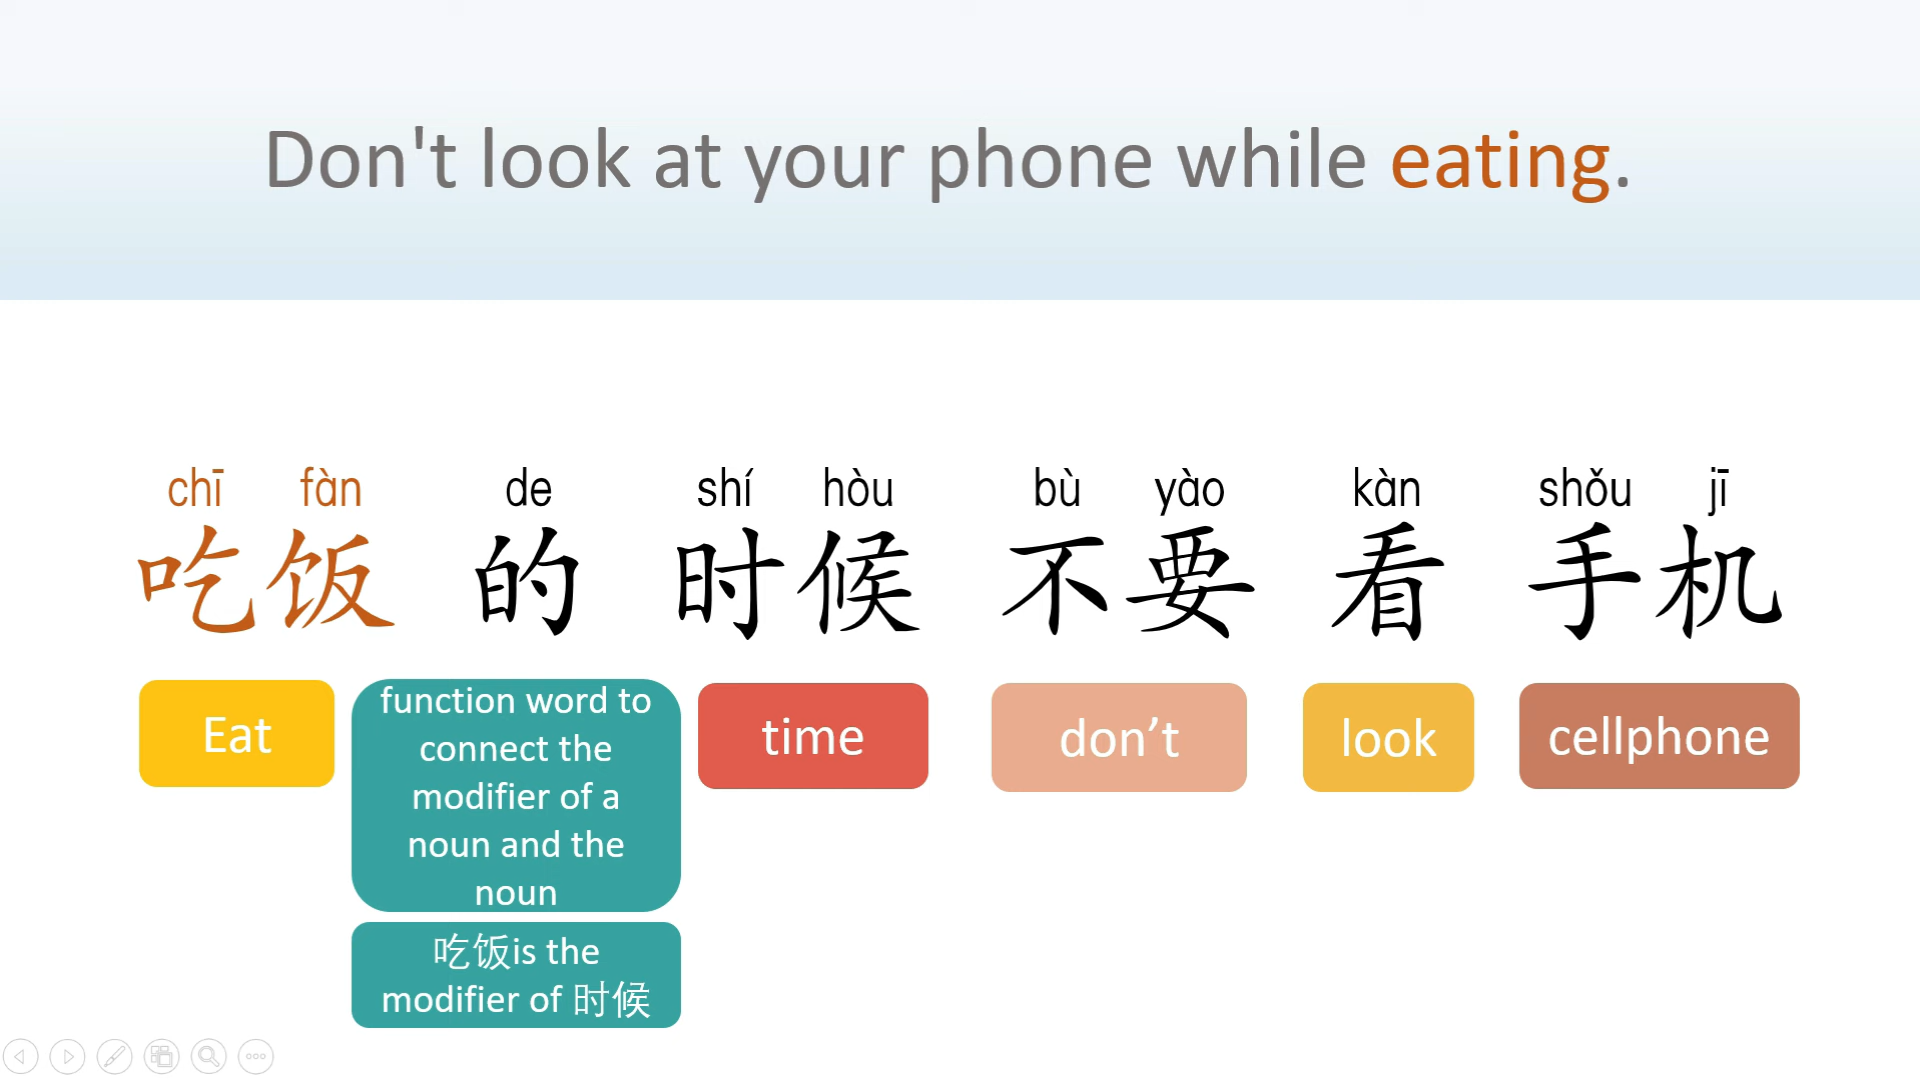 Don't look at your phone while eating.
chī fàn de shí hòu bù yào kàn shǒu jī
吃饭 的 时候 不要 看 手机
Eat
function word to
connect the
modifier of a
noun and the
noun
吃饭is the
modifier of 时候
time
don’t
look
cellphone